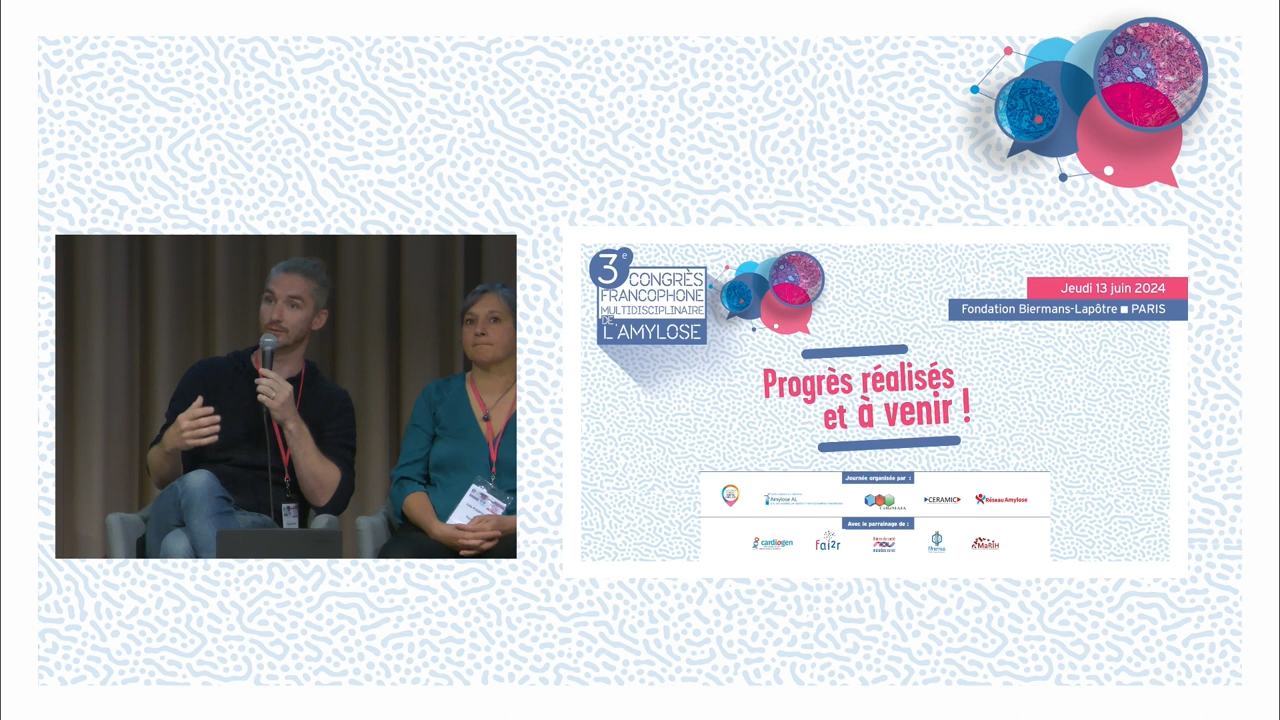 3e
CONGRÈS
FRANCOPHONE
MULTIDISCIPLINAIRE
DE
L'AMYLOSE
Jeudi 13 juin 2024
Fondation Biermans-Lapôtre ■ PARIS
Progrès réalisés
et à venir !
Journée organisée par :
Amylose AL
CERAMIC
Réseau Amylose
Avec le parrainage de :
cardiogen
fai2r
filnemus
MaRIH